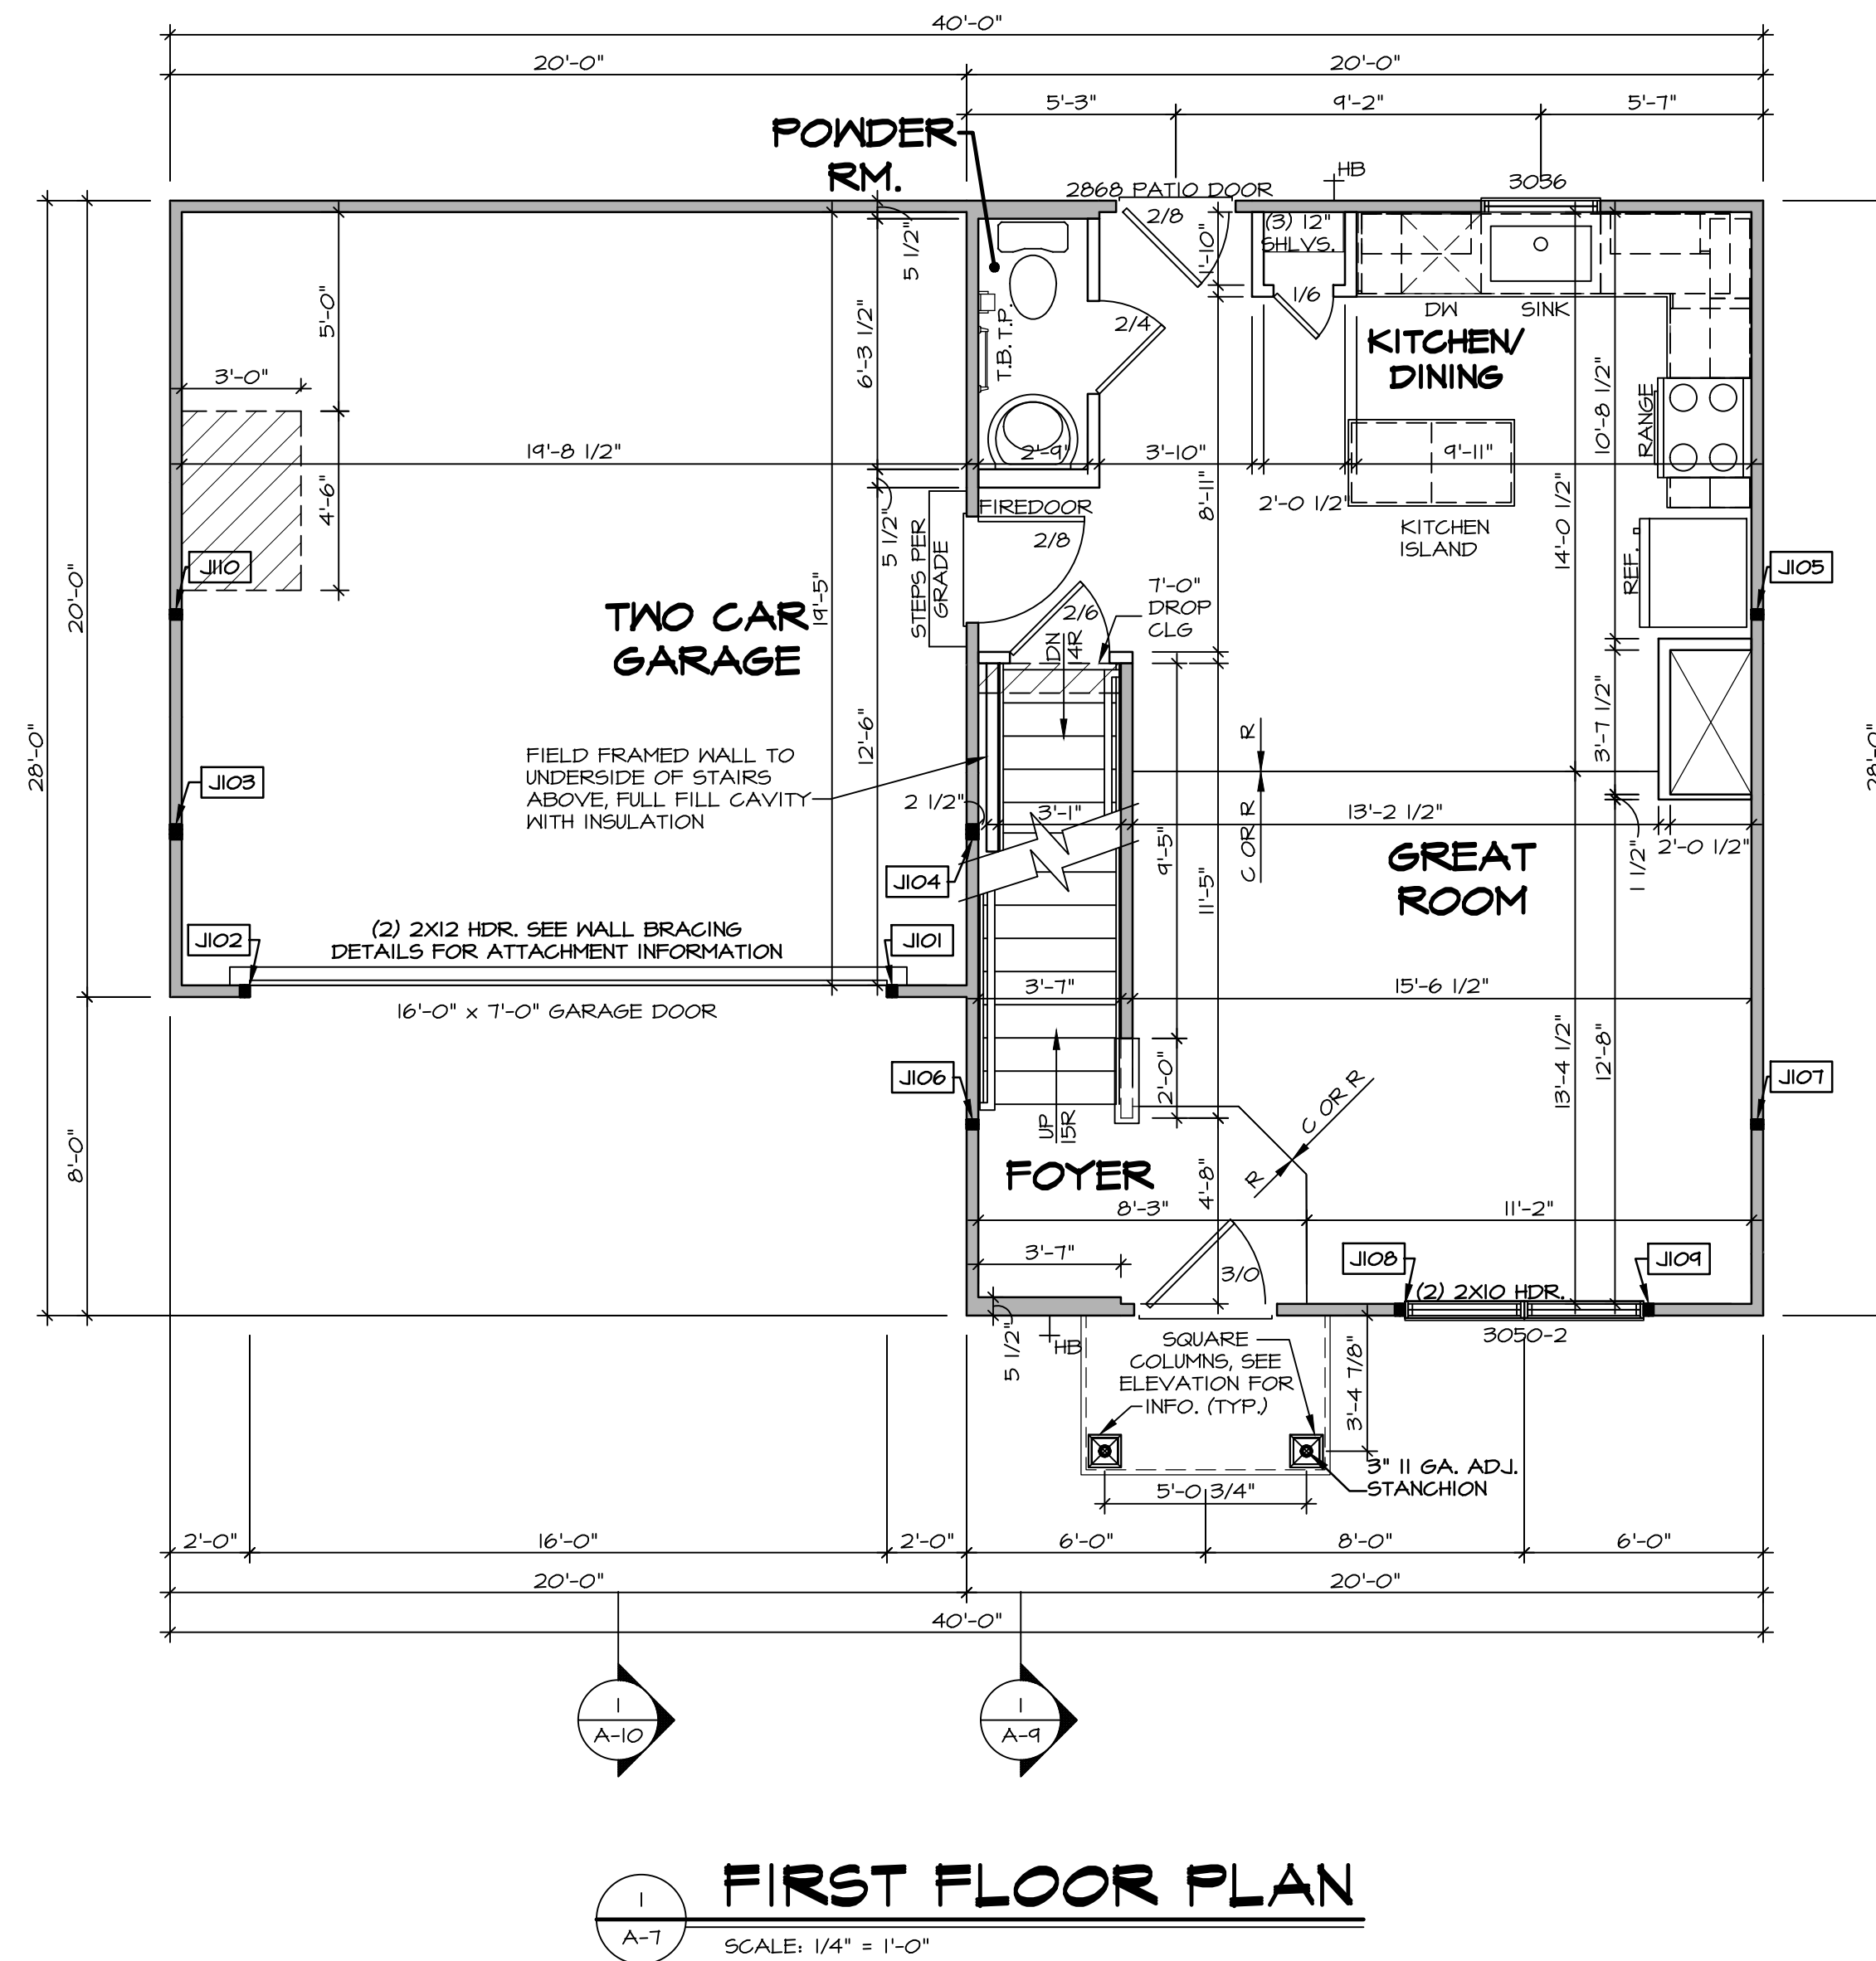 40'-0"
20'-0"
20'-0"
5'-3"
9'-2"
5'-7"
POWDER
RM.
2868 PATIO DOOR
HB
3036
2/8
(3) 12"
SHLVS.
1'-10"
5 1/2"
1/6
DW
SINK
2/4
KITCHEN/
DINING
T.B. T.P.
5'-0"
6'-3 1/2"
3'-0"
10'-8 1/2"
RANGE
19'-8 1/2"
2'-9"
3'-10"
9'-11"
4'-6"
8'-11"
2'-0 1/2"
14'-0 1/2"
FIREDOOR
KITCHEN
ISLAND
5 1/2"
2/8
STEPS PER
GRADE
REF.
J110
J105
20'-0"
19'-5"
TWO CAR
GARAGE
2/6
7'-0"
DROP
CLG
DN
14R
28'-0"
28'-0"
12'-6"
3'-7 1/2"
R
C OR R
FIELD FRAMED WALL TO
UNDERSIDE OF STAIRS
ABOVE, FULL FILL CAVITY
WITH INSULATION
J103
2 1/2"
3'-1"
13'-2 1/2"
9'-5"
11'-5"
1 1/2"
2'-0 1/2"
GREAT
ROOM
J104
J102
(2) 2X12 HDR. SEE WALL BRACING
DETAILS FOR ATTACHMENT INFORMATION
J101
16'-0" x 7'-0" GARAGE DOOR
3'-7"
15'-6 1/2"
13'-4 1/2"
12'-8"
J106
J107
2'-0"
UP
15R
C OR R
R
8'-0"
FOYER
4'-8"
8'-3"
11'-2"
3'-7"
3/0
J108
J109
(2) 2X10 HDR.
3050-2
5 1/2"
HB
SQUARE
COLUMNS, SEE
ELEVATION FOR
INFO. (TYP.)
3'-4 7/8"
3" 11 GA. ADJ.
STANCHION
5'-0 3/4"
2'-0"
16'-0"
2'-0"
6'-0"
8'-0"
6'-0"
20'-0"
20'-0"
40'-0"
1
A-10
1
A-9
1
A-7
FIRST FLOOR PLAN
SCALE: 1/4" = 1'-0"